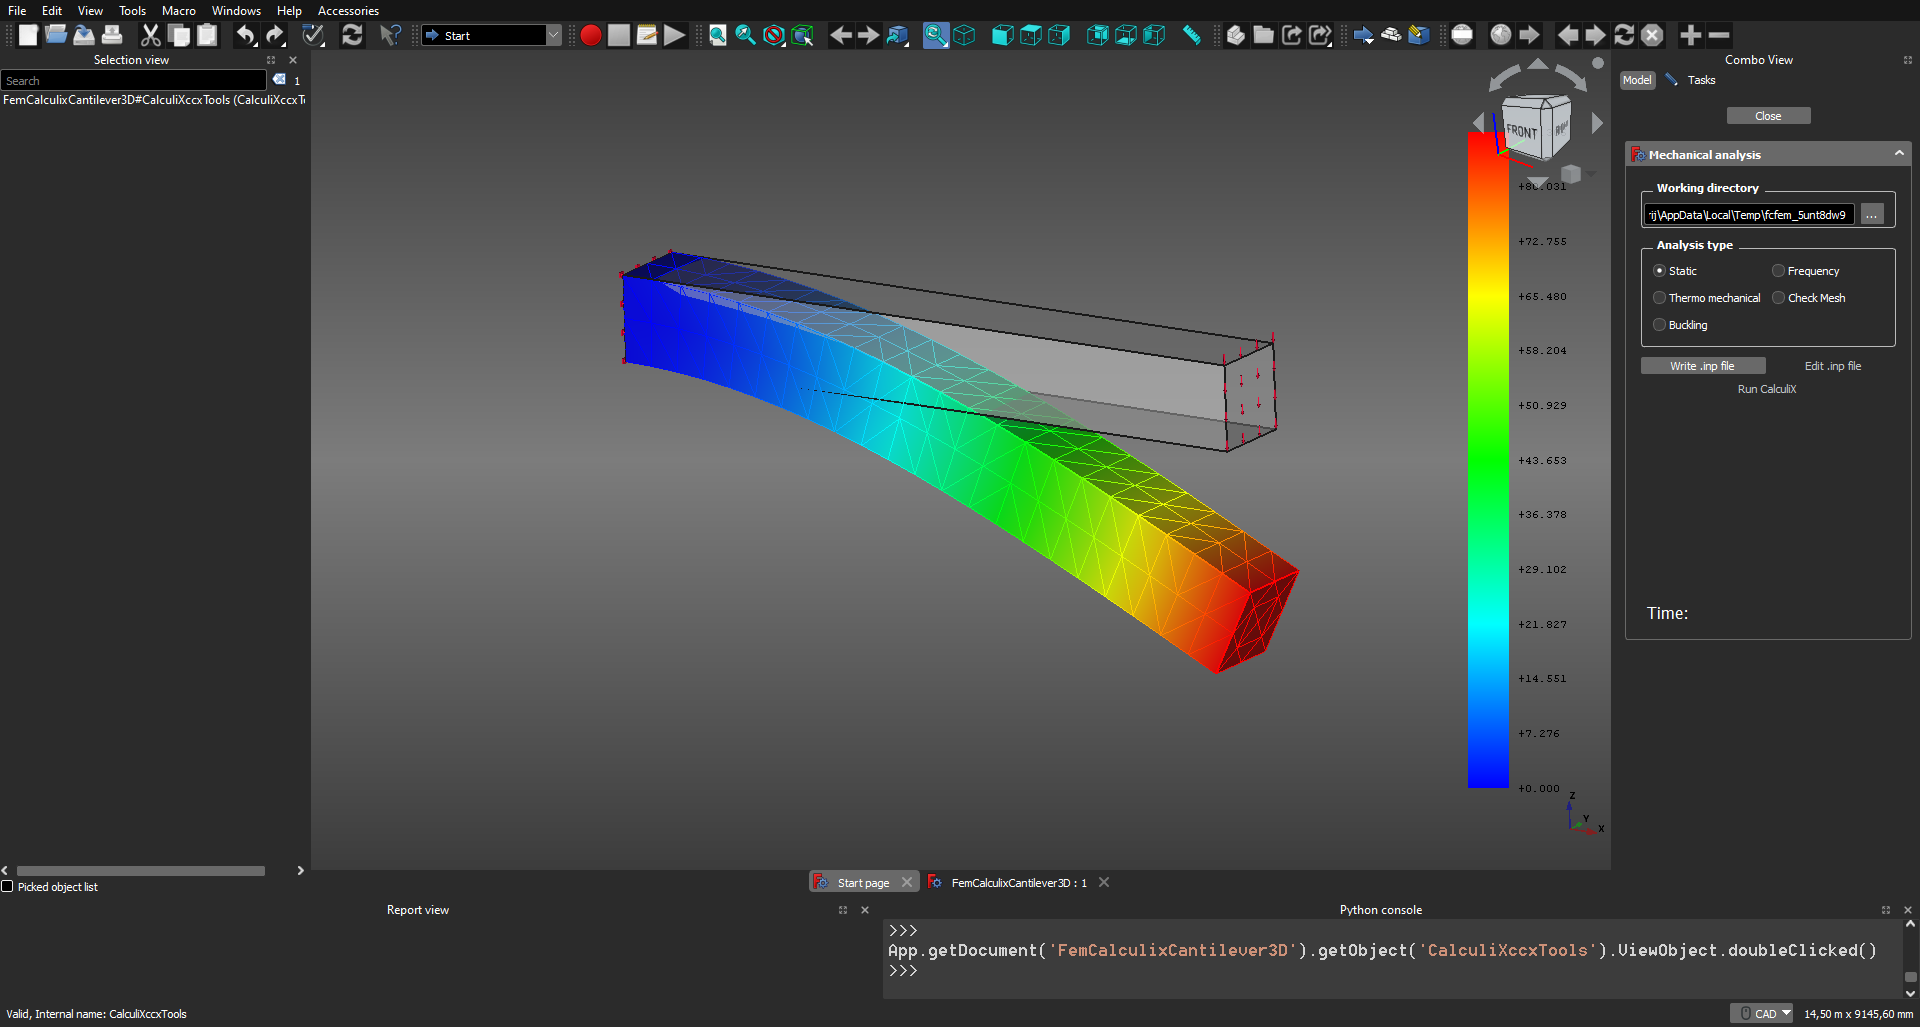 File Edit View Tools Macro Windows Help Accessories
Start
Selection view
Search
1
FemCalculixCantilever3D#CalculiXccxTools (CalculiXccxT
Picked object list
FRONT
+80.031
+72.755
+65.480
+58.204
+50.929
+43.653
+36.378
+29.102
+21.827
+14.551
+7.276
+0.000
Z
Y
X
Combo View
Model Tasks
Close
Mechanical analysis
Working directory
ij\AppData\Local\Temp\fcfem_5unt8dw9 ...
Analysis type
Static Frequency
Thermo mechanical Check Mesh
Buckling
Write .inp file Edit .inp file
Run CalculiX
Time:
Start page FemCalculixCantilever3D : 1
Report view
Python console
>>>
App.getDocument('FemCalculixCantilever3D').getObject('CalculiXccxTools').ViewObject.doubleClicked()
>>>
Valid, Internal name: CalculiXccxTools
CAD 14,50 m x 9145,60 mm